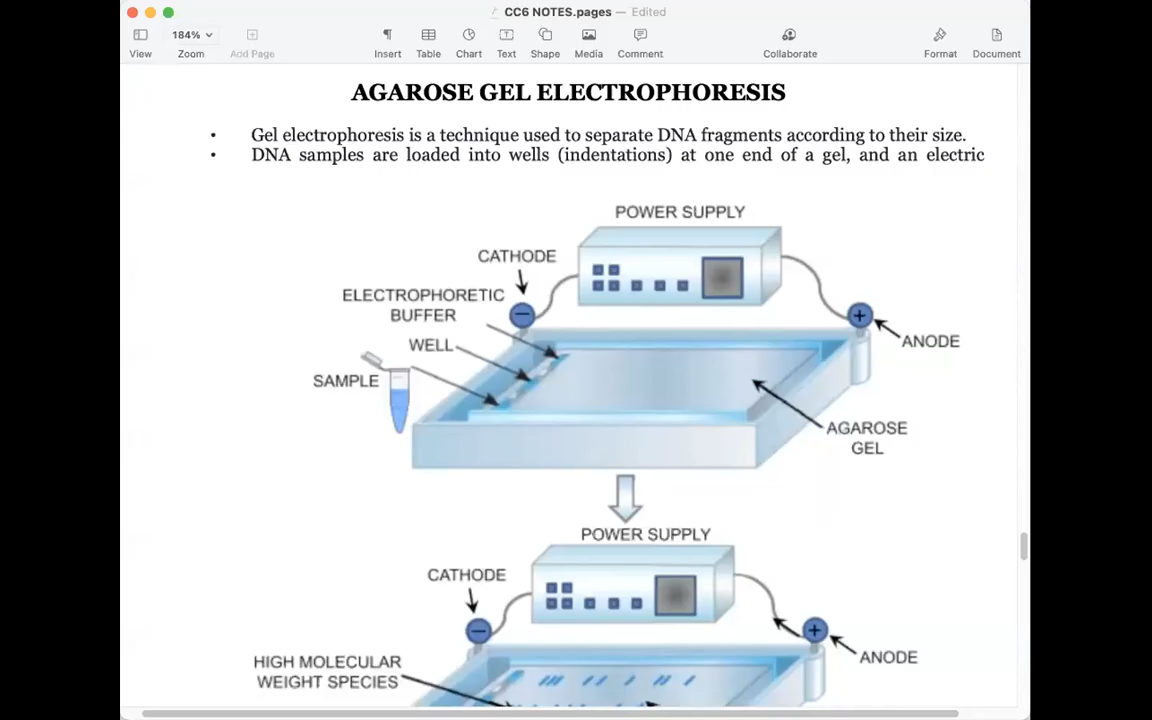 CC6 NOTES.pages — Edited
184%
View
Zoom
Add Page
Insert
Table
Chart
Text
Shape
Media
Comment
Collaborate
Format
Document
AGAROSE GEL ELECTROPHORESIS
• Gel electrophoresis is a technique used to separate DNA fragments according to their size.
• DNA samples are loaded into wells (indentations) at one end of a gel, and an electric
POWER SUPPLY
CATHODE
ELECTROPHORETIC
BUFFER
WELL
SAMPLE
−
+
ANODE
AGAROSE
GEL
POWER SUPPLY
CATHODE
−
+
ANODE
HIGH MOLECULAR
WEIGHT SPECIES